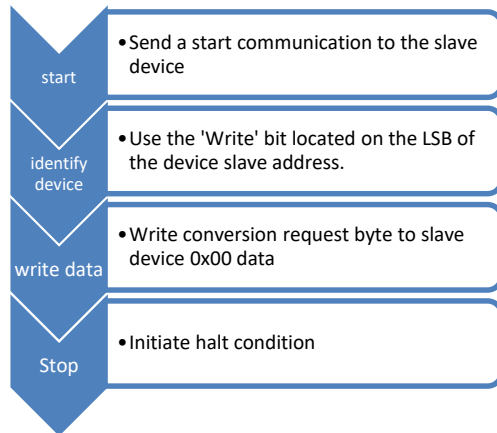 start
•Send a start communication to the slave
device
identify
device
•Use the 'Write' bit located on the LSB of
the device slave address.
write data
•Write conversion request byte to slave
device 0x00 data
Stop
•Initiate halt condition